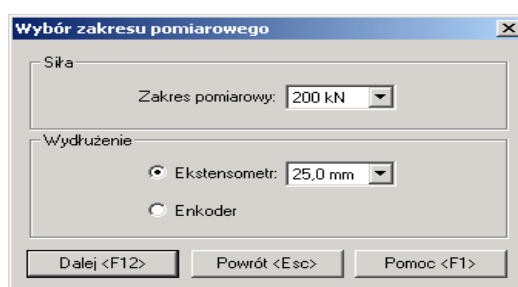 Wybór zakresu pomiarowego
Siła
Zakres pomiarowy: 200 kN
Wydłużenie
Ekstensometr: 25,0 mm
Enkoder
Dalej <F12> Powrót <Esc> Pomoc <F1>